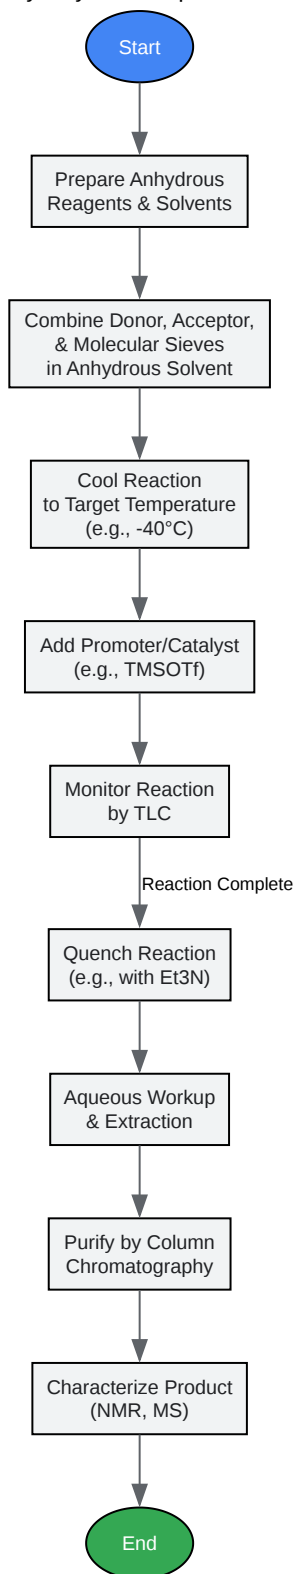 Start
Prepare Anhydrous
Reagents & Solvents
Combine Donor, Acceptor,
& Molecular Sieves
in Anhydrous Solvent
Cool Reaction
to Target Temperature
(e.g., -40°C)
Add Promoter/Catalyst
(e.g., TMSOTf)
Monitor Reaction
by TLC
Reaction Complete
Quench Reaction
(e.g., with Et3N)
Aqueous Workup
& Extraction
Purify by Column
Chromatography
Characterize Product
(NMR, MS)
End